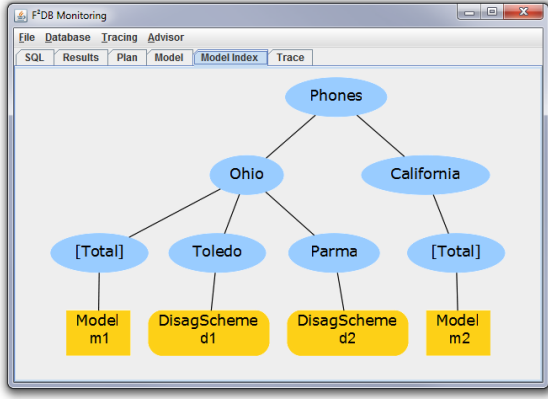 F²DB Monitoring
File Database Tracing Advisor
SQL Results Plan Model Model Index Trace
Phones
Ohio California
[Total] Toledo Parma [Total]
Model DisagScheme DisagScheme Model
m1 d1 d2 m2